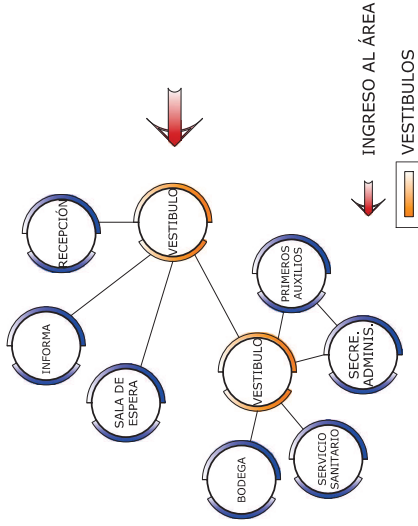 RECEPCIÓN
VESTIBULO
INFORMA
SALA DE
ESPERA
VESTIBULO
PRIMEROS
AUXILIOS
SECRE.
ADMINIS.
SERVICIO
SANITARIO
BODEGA
INGRESO AL ÁREA
VESTIBULOS